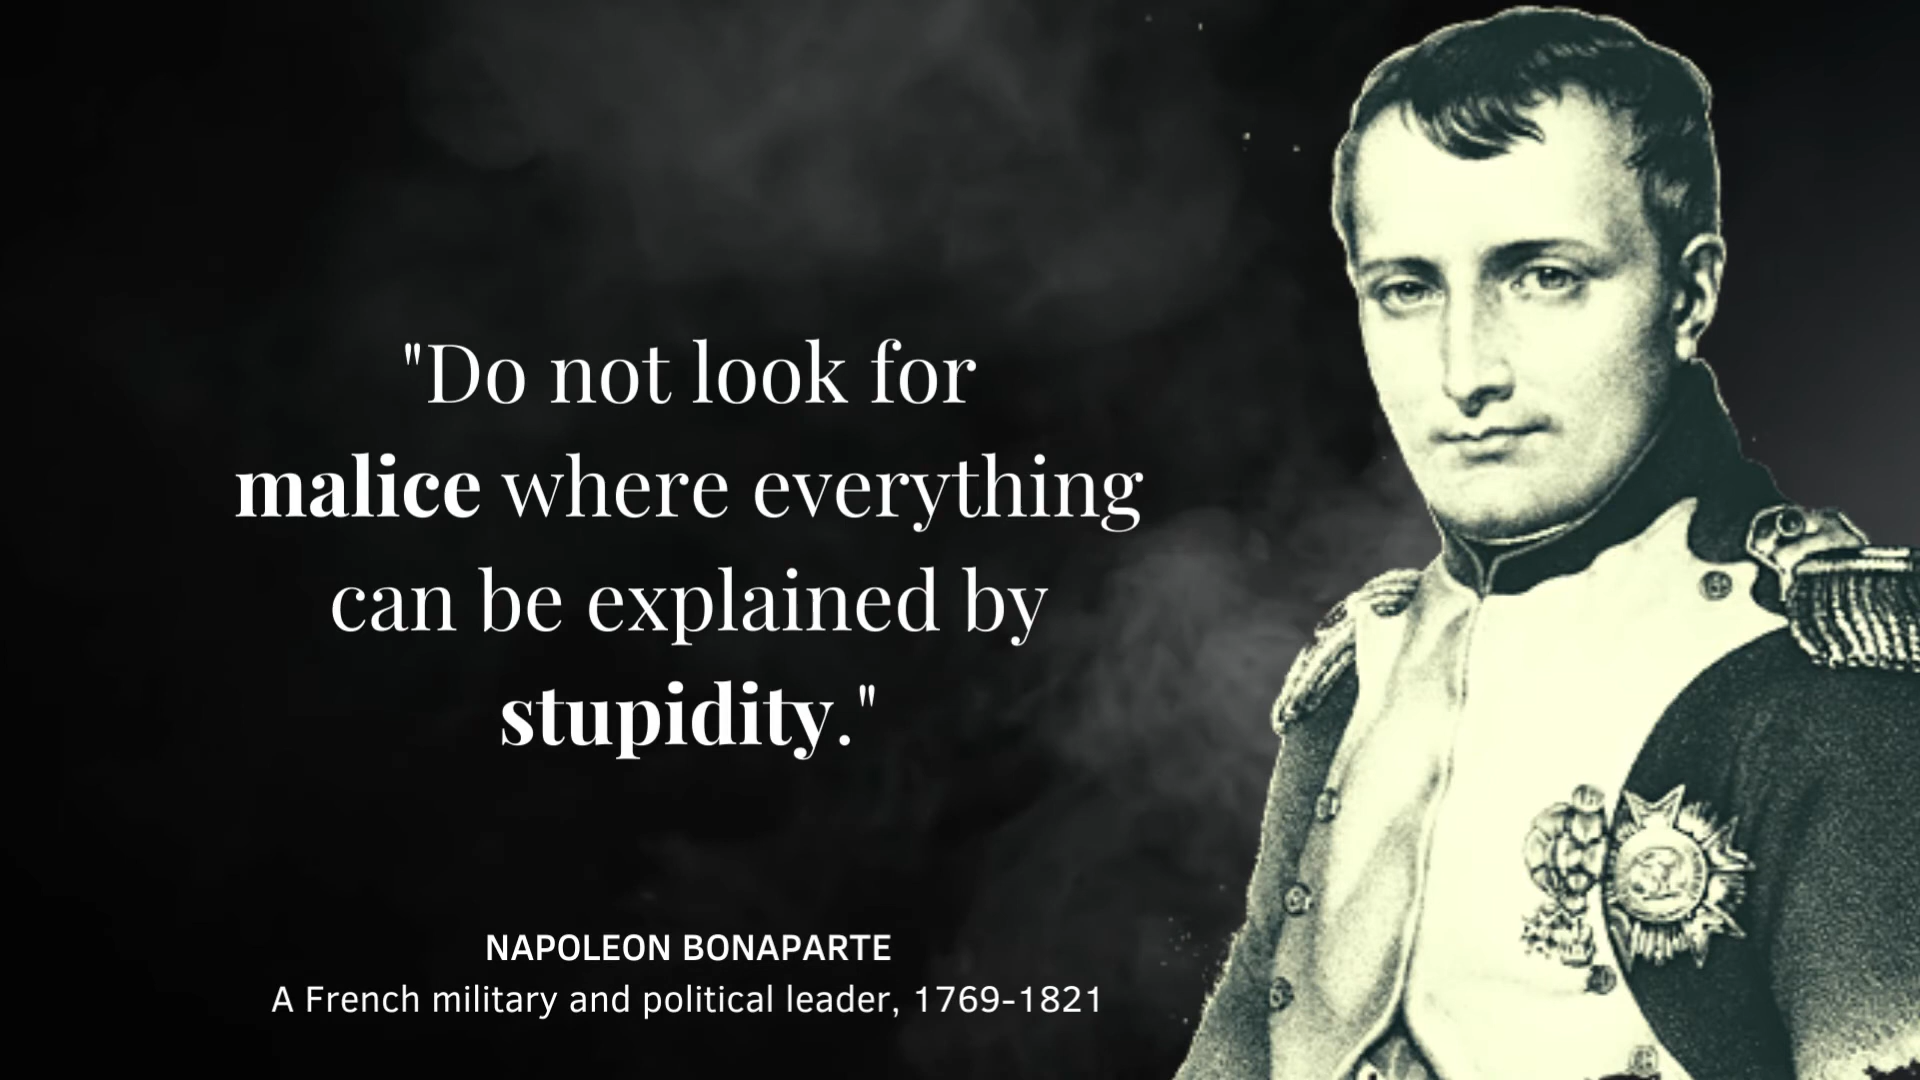 "Do not look for
malice where everything
can be explained by
stupidity."
NAPOLEON BONAPARTE
A French military and political leader, 1769-1821